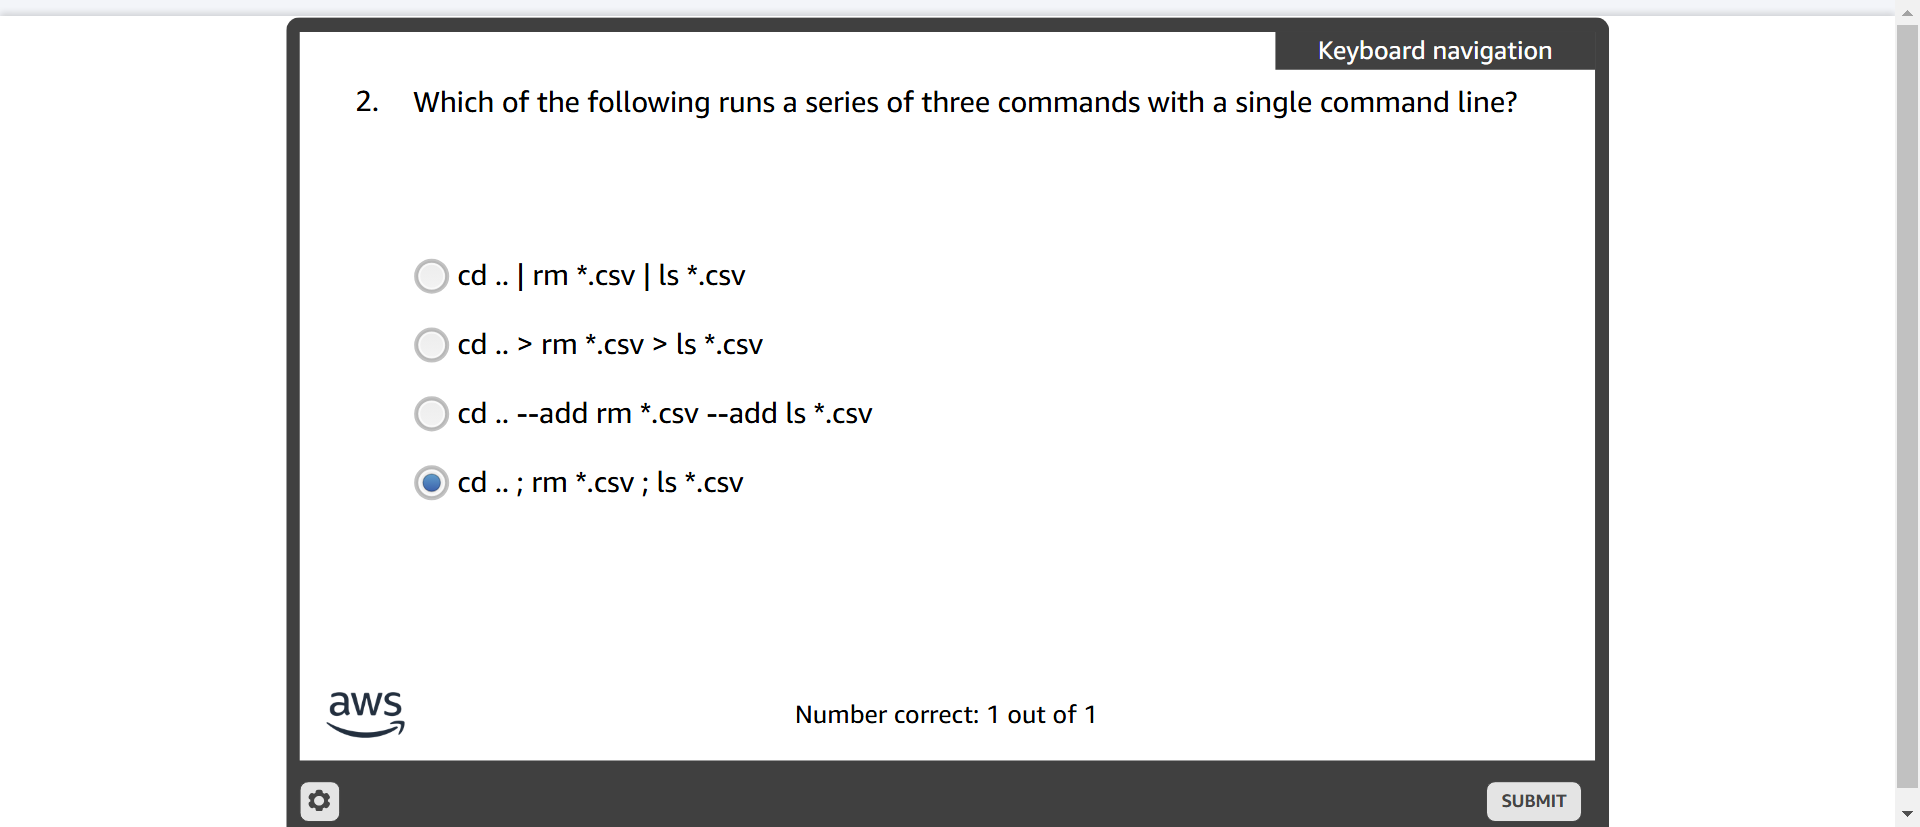 Keyboard navigation
2. Which of the following runs a series of three commands with a single command line?
cd .. | rm *.csv | ls *.csv
cd .. > rm *.csv > ls *.csv
cd .. --add rm *.csv --add ls *.csv
cd .. ; rm *.csv ; ls *.csv
aws
Number correct: 1 out of 1
SUBMIT